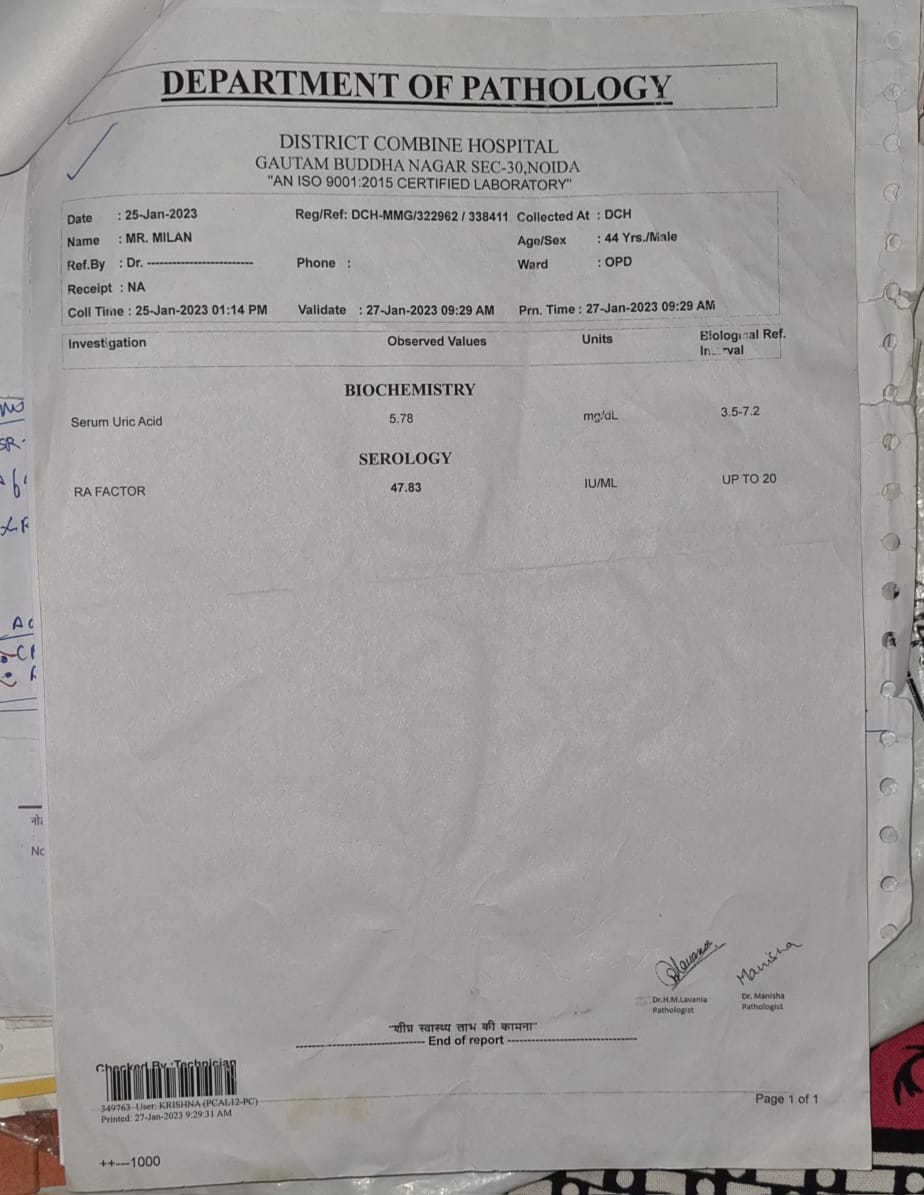 DEPARTMENT OF PATHOLOGY
DISTRICT COMBINE HOSPITAL
GAUTAM BUDDHA NAGAR SEC-30,NOIDA
"AN ISO 9001:2015 CERTIFIED LABORATORY"
Date : 25-Jan-2023 Reg/Ref: DCH-MMG/322962 / 338411 Collected At : DCH
Name : MR. MILAN Age/Sex : 44 Yrs./Male
Ref.By : Dr. -------------------------- Phone : Ward : OPD
Receipt : NA
Coll Time : 25-Jan-2023 01:14 PM Validate : 27-Jan-2023 09:29 AM Prn. Time : 27-Jan-2023 09:29 AM
Investigation Observed Values Units Biological Ref.
BIOCHEMISTRY
Serum Uric Acid 5.78 mg/dL 3.5-7.2
SEROLOGY
RA FACTOR 47.83 IU/ML UP TO 20
Manisha
Dr.H.M.Lavania Dr. Manisha
Pathologist Pathologist
"शीघ्र स्वास्थ्य लाभ की कामना"
-------------------------------- End of report --------------------------------
Checked By :Technician
349763- User: KRISHNA (PCAL12-PC)
Printed: 27-Jan-2023 9:29:31 AM
Page 1 of 1
++---1000